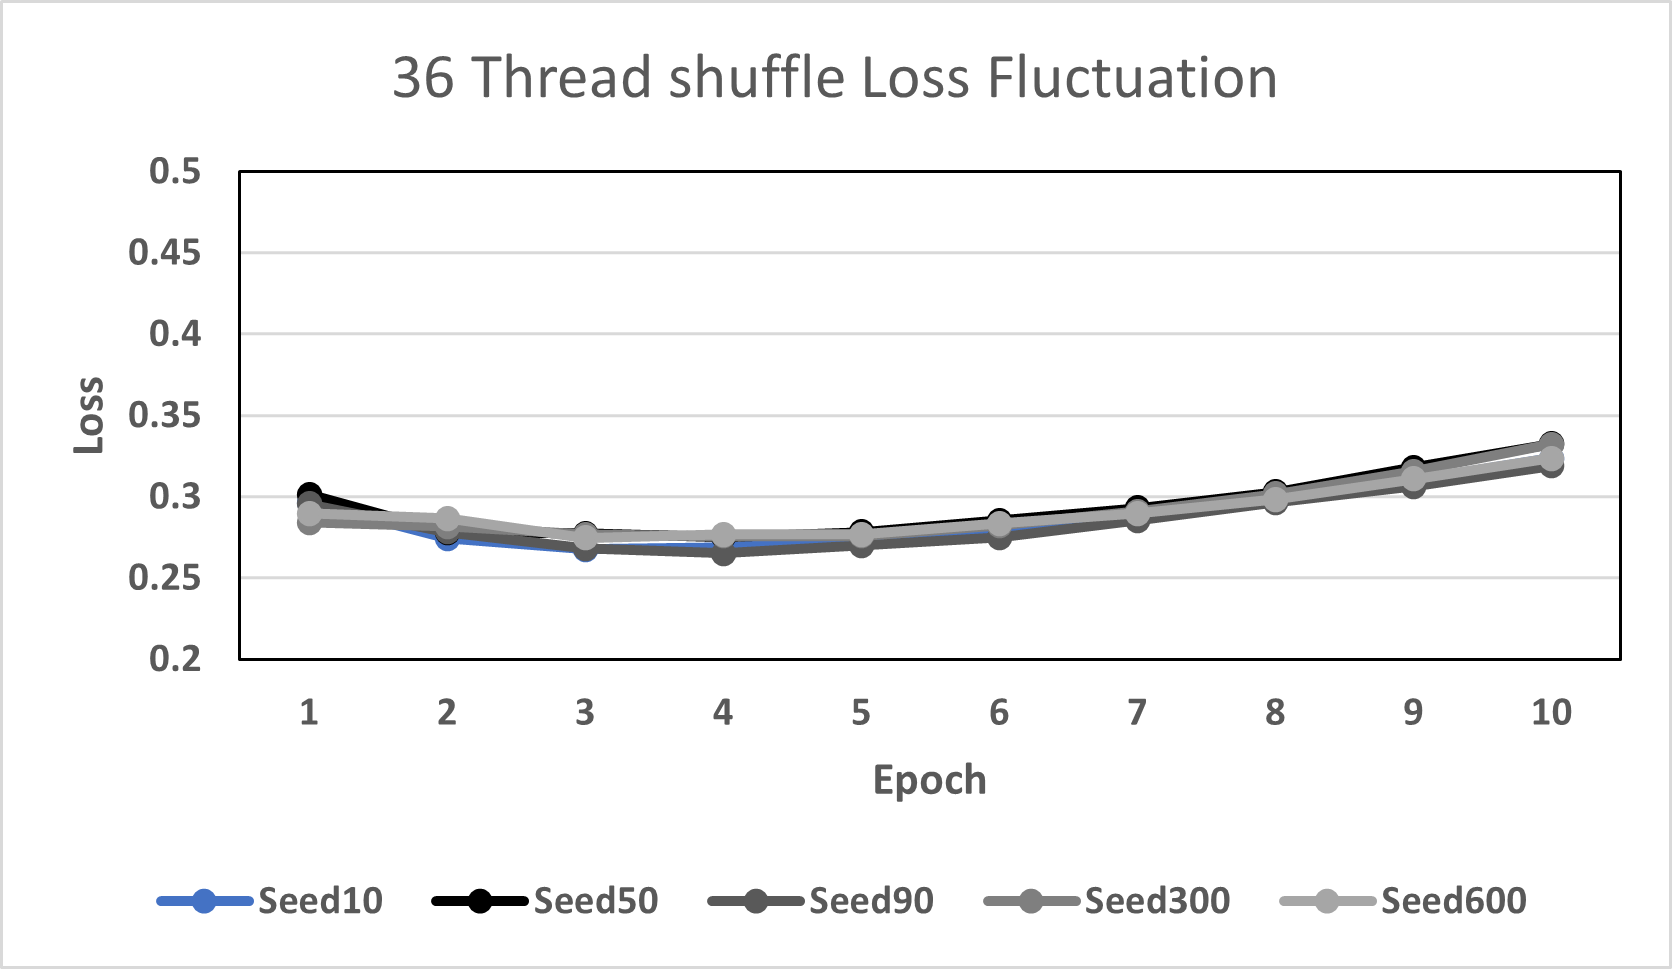 36 Thread shuffle Loss Fluctuation
0.5
0.45
0.4
0.35
0.3
0.25
0.2
Loss
1 2 3 4 5 6 7 8 9 10
Epoch
Seed10 Seed50 Seed90 Seed300 Seed600